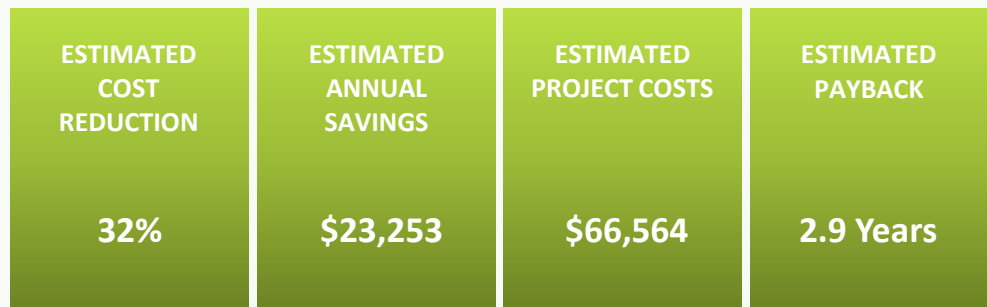 ESTIMATED
COST
REDUCTION
32%
ESTIMATED
ANNUAL
SAVINGS
$23,253
ESTIMATED
PROJECT COSTS
$66,564
ESTIMATED
PAYBACK
2.9 Years